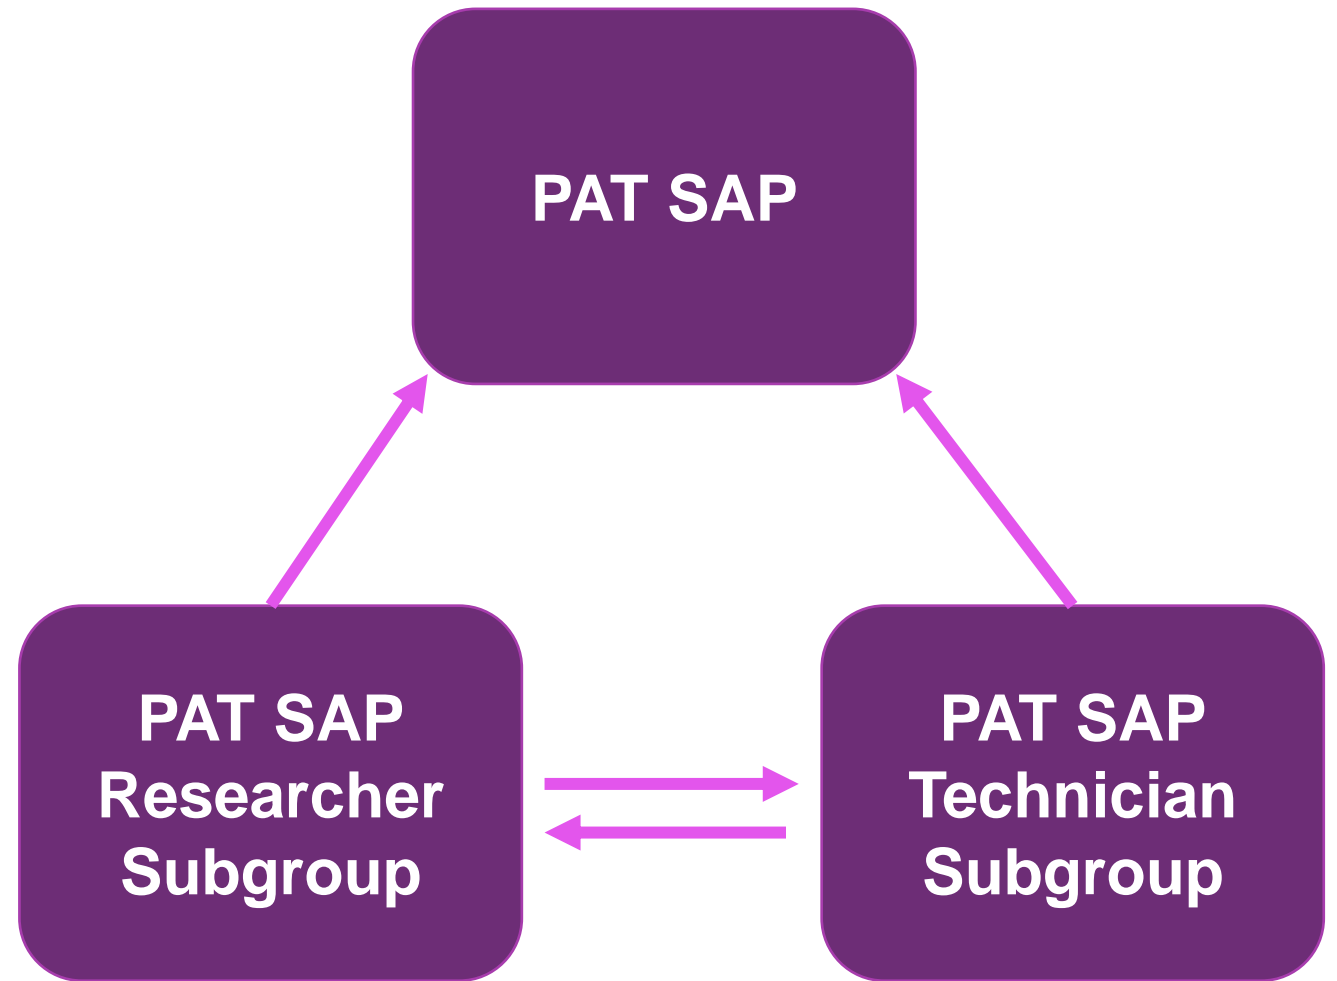 PAT SAP
PAT SAP
Researcher
Subgroup
PAT SAP
Technician
Subgroup